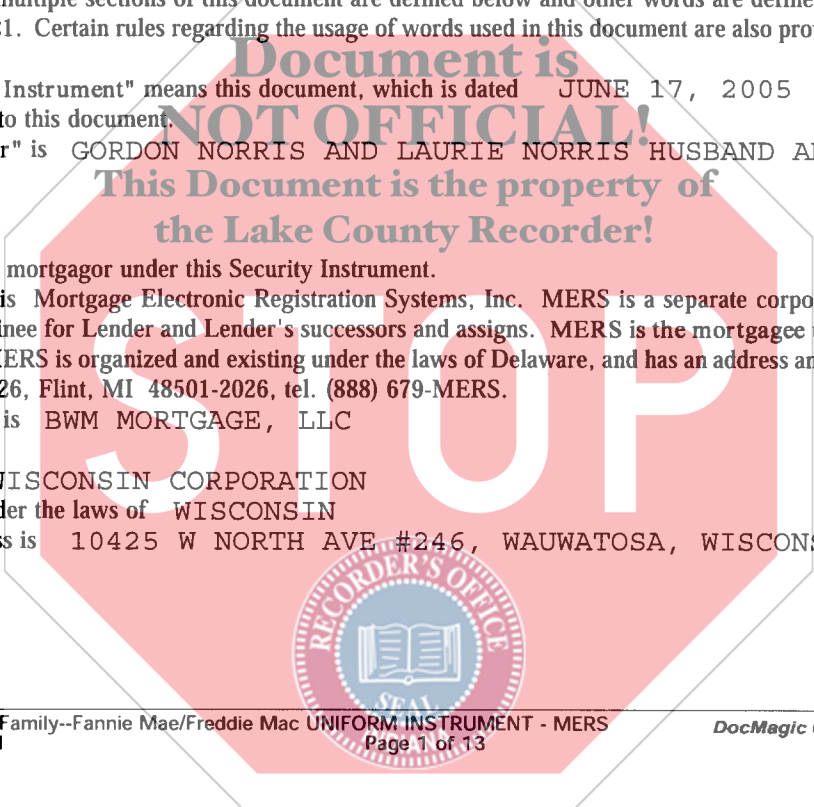 multiple sections of this document are defined below and other words are define
1. Certain rules regarding the usage of words used in this document are also prov
Document is
Instrument" means this document, which is dated JUNE 17, 2005
to this document.
NOT OFFICIAL!
r" is GORDON NORRIS AND LAURIE NORRIS HUSBAND A
This Document is the property of
the Lake County Recorder!
mortgagor under this Security Instrument.
is Mortgage Electronic Registration Systems, Inc. MERS is a separate corpo
inee for Lender and Lender's successors and assigns. MERS is the mortgagee
ERS is organized and existing under the laws of Delaware, and has an address an
26, Flint, MI 48501-2026, tel. (888) 679-MERS.
is BWM MORTGAGE, LLC
STOP
WISCONSIN CORPORATION
er the laws of WISCONSIN
ss is 10425 W NORTH AVE #246, WAUWATOSA, WISCONS
RECORDER'S OFFICE
SEAL
INDIANA
Family--Fannie Mae/Freddie Mac UNIFORM INSTRUMENT - MERS DocMagic
Page 1 of 13